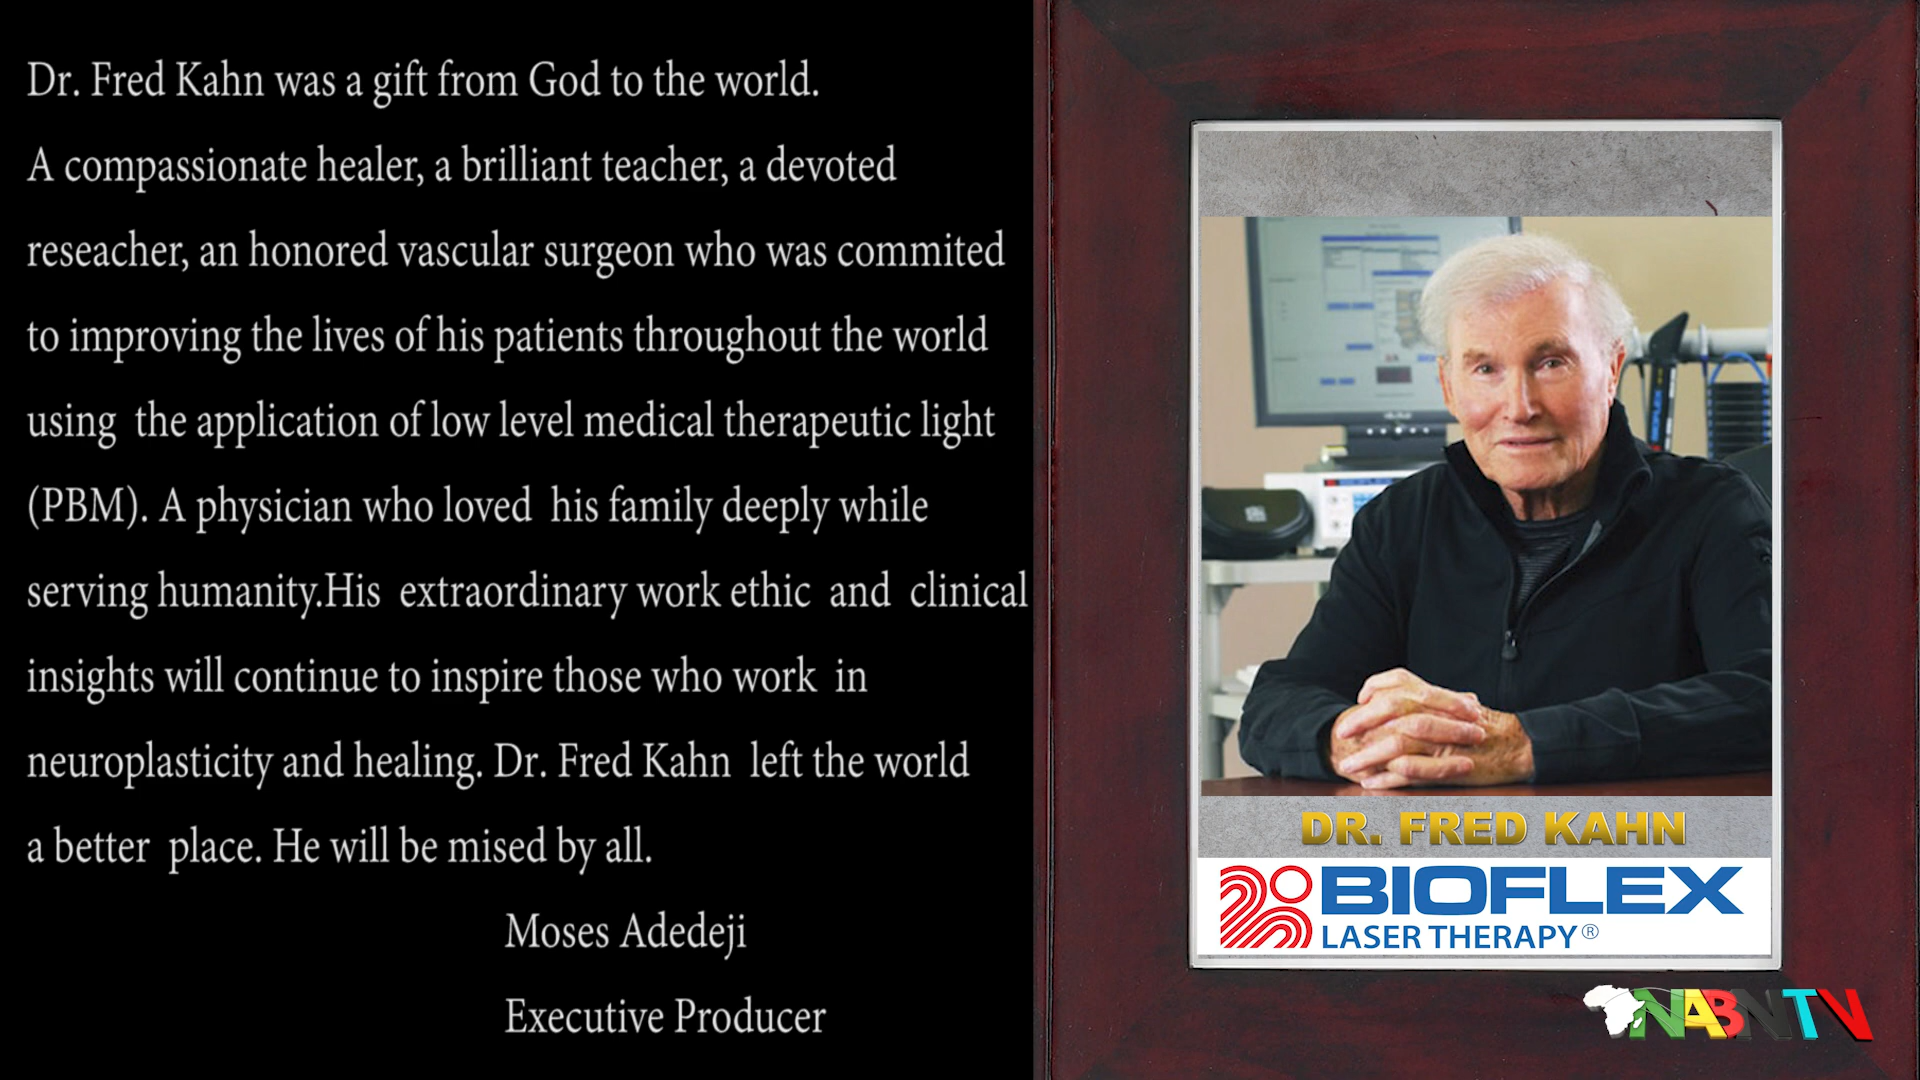 Dr. Fred Kahn was a gift from God to the world.
A compassionate healer, a brilliant teacher, a devoted
reseacher, an honored vascular surgeon who was commited
to improving the lives of his patients throughout the world
using the application of low level medical therapeutic light
(PBM). A physician who loved his family deeply while
serving humanity.His extraordinary work ethic and clinical
insights will continue to inspire those who work in
neuroplasticity and healing. Dr. Fred Kahn left the world
a better place. He will be mised by all.
Moses Adedeji
Executive Producer
BIOFLEX
DR. FRED KAHN
BIOFLEX
LASER THERAPY®
NABNTV